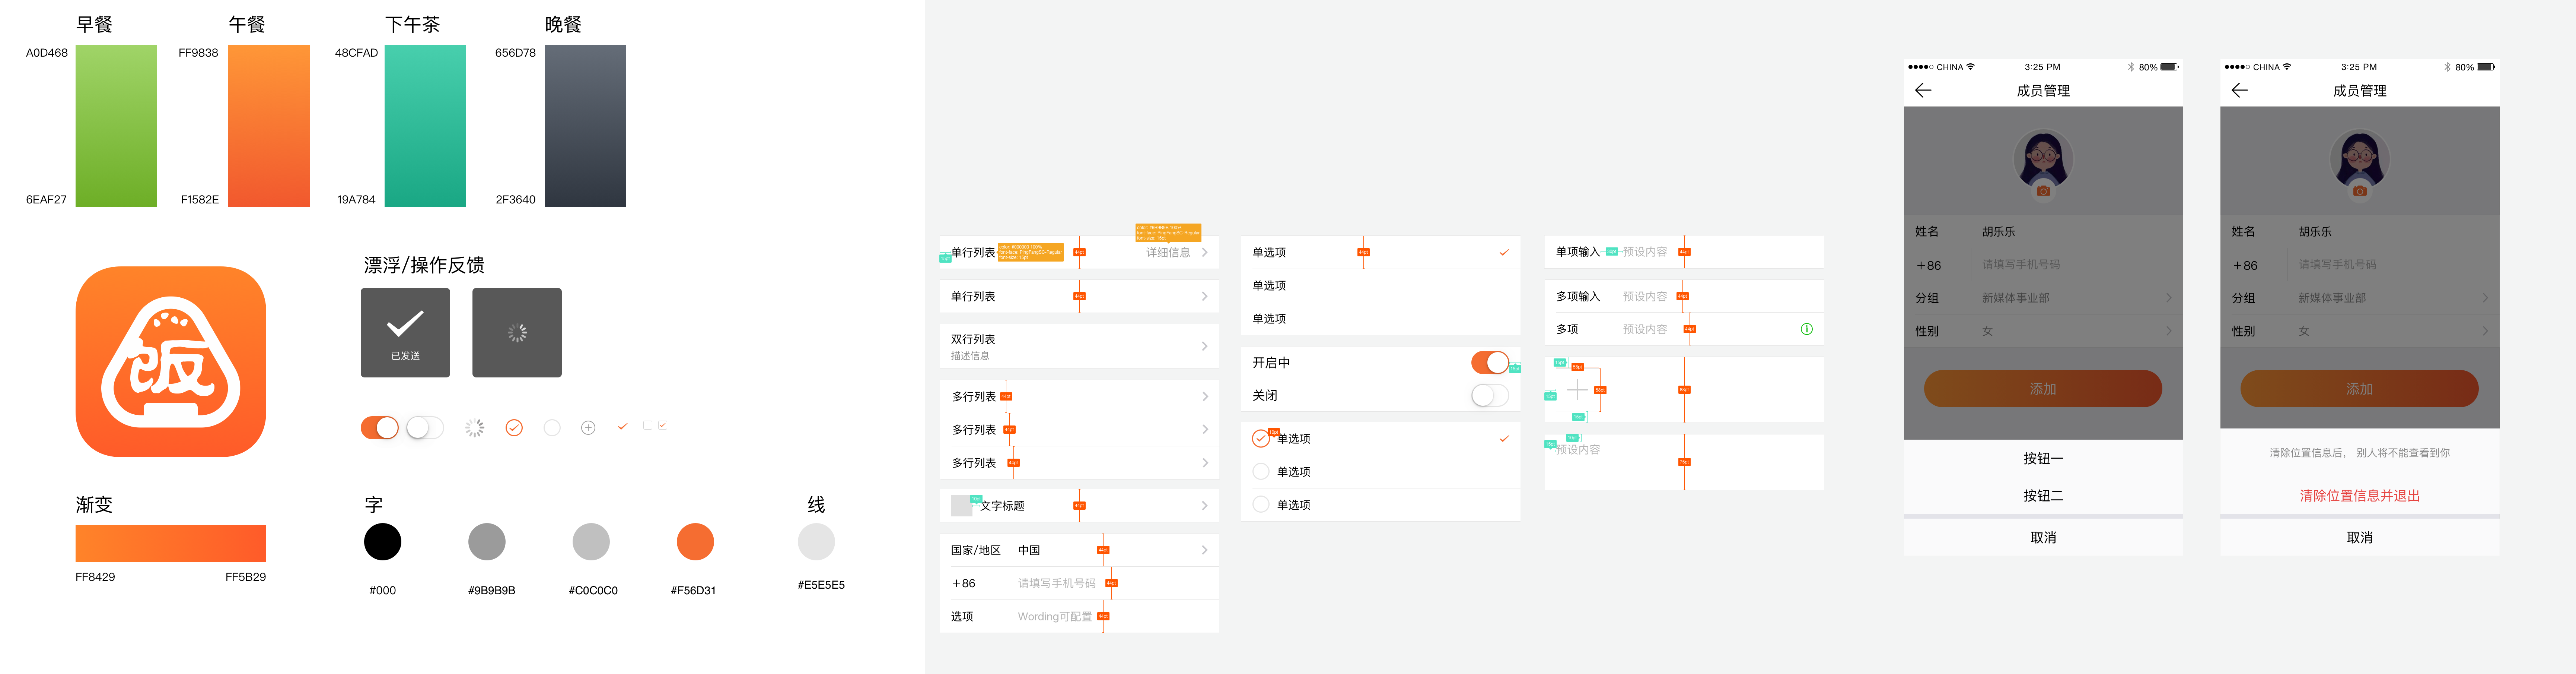 早餐
午餐
下午茶
晚餐
A0D468
FF9838
48CFAD
656D78
6EAF27
F1582E
19A784
2F3640
饭
漂浮/操作反馈
已发送
渐变
FF8429
FF5B29
字
线
#000
#9B9B9B
#C0C0C0
#F56D31
#E5E5E5
单行列表
详细信息
单行列表
双行列表
描述信息
多行列表
多行列表
多行列表
文字标题
国家/地区
中国
+86
请填写手机号码
选项
Wording可配置
单选项
单选项
单选项
开启中
关闭
单选项
单选项
单选项
单项输入
预设内容
多项输入
预设内容
多项
预设内容
预设内容
CHINA
3:25 PM
80%
成员管理
姓名
胡乐乐
+86
请填写手机号码
分组
新媒体事业部
性别
女
添加
按钮一
按钮二
取消
CHINA
3:25 PM
80%
成员管理
姓名
胡乐乐
+86
请填写手机号码
分组
新媒体事业部
性别
女
添加
清除位置信息后， 别人将不能查看到你
清除位置信息并退出
取消